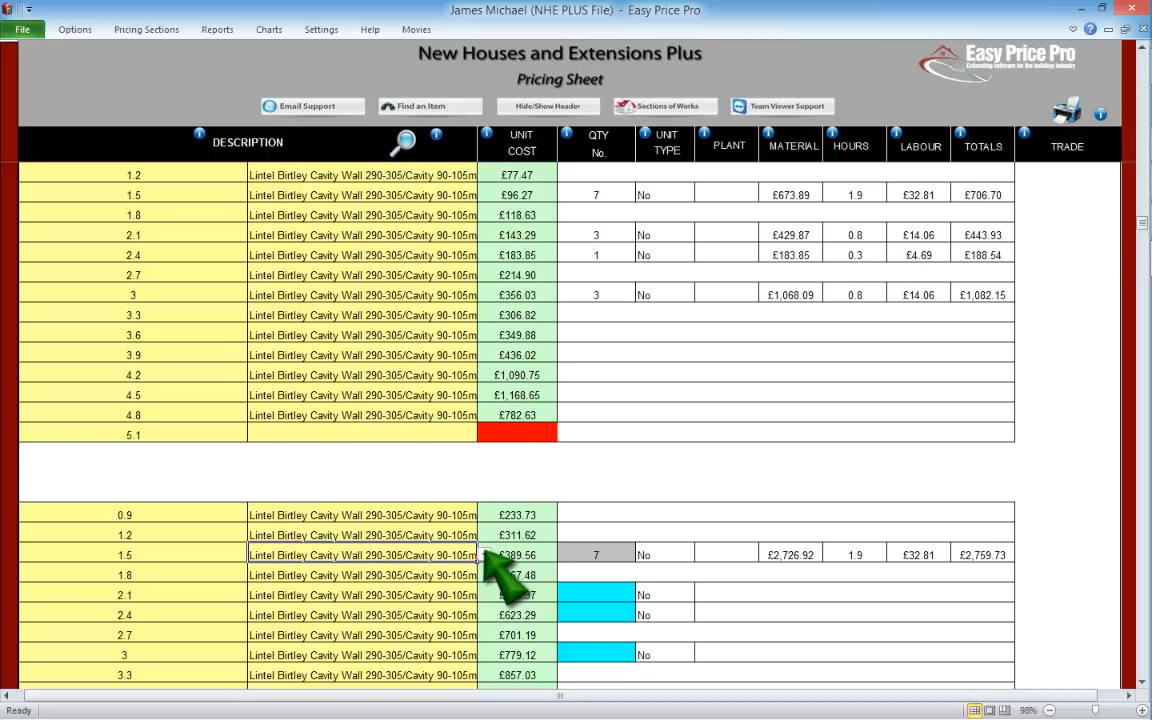 James Michael (NHE PLUS File) - Easy Price Pro
File Options Pricing Sections Reports Charts Settings Help Movies
New Houses and Extensions Plus
Pricing Sheet
Easy Price Pro
Estimating software for the building industry
Email Support Find an Item Hide/Show Header Sections of Works Team Viewer Support
DESCRIPTION UNIT COST QTY No. UNIT TYPE PLANT MATERIAL HOURS LABOUR TOTALS TRADE
1.2 Lintel Birtley Cavity Wall 290-305/Cavity 90-105m £77.47
1.5 Lintel Birtley Cavity Wall 290-305/Cavity 90-105m £96.27 7 No £673.89 1.9 £32.81 £706.70
1.8 Lintel Birtley Cavity Wall 290-305/Cavity 90-105m £118.63
2.1 Lintel Birtley Cavity Wall 290-305/Cavity 90-105m £143.29 3 No £429.87 0.8 £14.06 £443.93
2.4 Lintel Birtley Cavity Wall 290-305/Cavity 90-105m £183.85 1 No £183.85 0.3 £4.69 £188.54
2.7 Lintel Birtley Cavity Wall 290-305/Cavity 90-105m £214.90
3 Lintel Birtley Cavity Wall 290-305/Cavity 90-105m £356.03 3 No £1,068.09 0.8 £14.06 £1,082.15
3.3 Lintel Birtley Cavity Wall 290-305/Cavity 90-105m £306.82
3.6 Lintel Birtley Cavity Wall 290-305/Cavity 90-105m £349.88
3.9 Lintel Birtley Cavity Wall 290-305/Cavity 90-105m £436.02
4.2 Lintel Birtley Cavity Wall 290-305/Cavity 90-105m £1,090.75
4.5 Lintel Birtley Cavity Wall 290-305/Cavity 90-105m £1,168.65
4.8 Lintel Birtley Cavity Wall 290-305/Cavity 90-105m £782.63
5.1
0.9 Lintel Birtley Cavity Wall 290-305/Cavity 90-105m £233.73
1.2 Lintel Birtley Cavity Wall 290-305/Cavity 90-105m £311.62
1.5 Lintel Birtley Cavity Wall 290-305/Cavity 90-105m £389.56 7 No £2,726.92 1.9 £32.81 £2,759.73
1.8 Lintel Birtley Cavity Wall 290-305/Cavity 90-105m
2.1 Lintel Birtley Cavity Wall 290-305/Cavity 90-105m No
2.4 Lintel Birtley Cavity Wall 290-305/Cavity 90-105m £623.29 No
2.7 Lintel Birtley Cavity Wall 290-305/Cavity 90-105m £701.19
3 Lintel Birtley Cavity Wall 290-305/Cavity 90-105m £779.12 No
3.3 Lintel Birtley Cavity Wall 290-305/Cavity 90-105m £857.03
Ready 98%